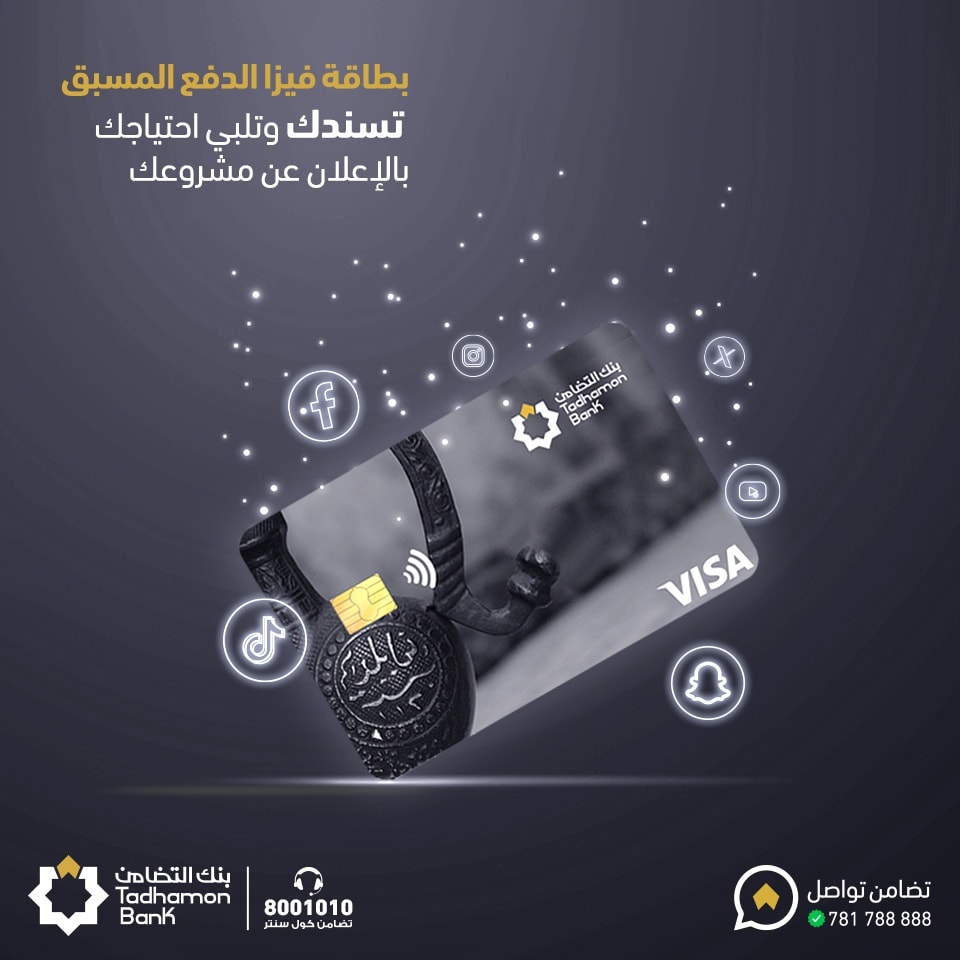 بطاقة فيزا الدفع المسبق
تسندك وتلبي احتياجك
بالإعلان عن مشروعك
بنك التضامن
Tadhamon
Bank
VISA
بنك التضامن
Tadhamon
Bank
8001010
تضامن كول سنتر
تضامن تواصل
781 788 888